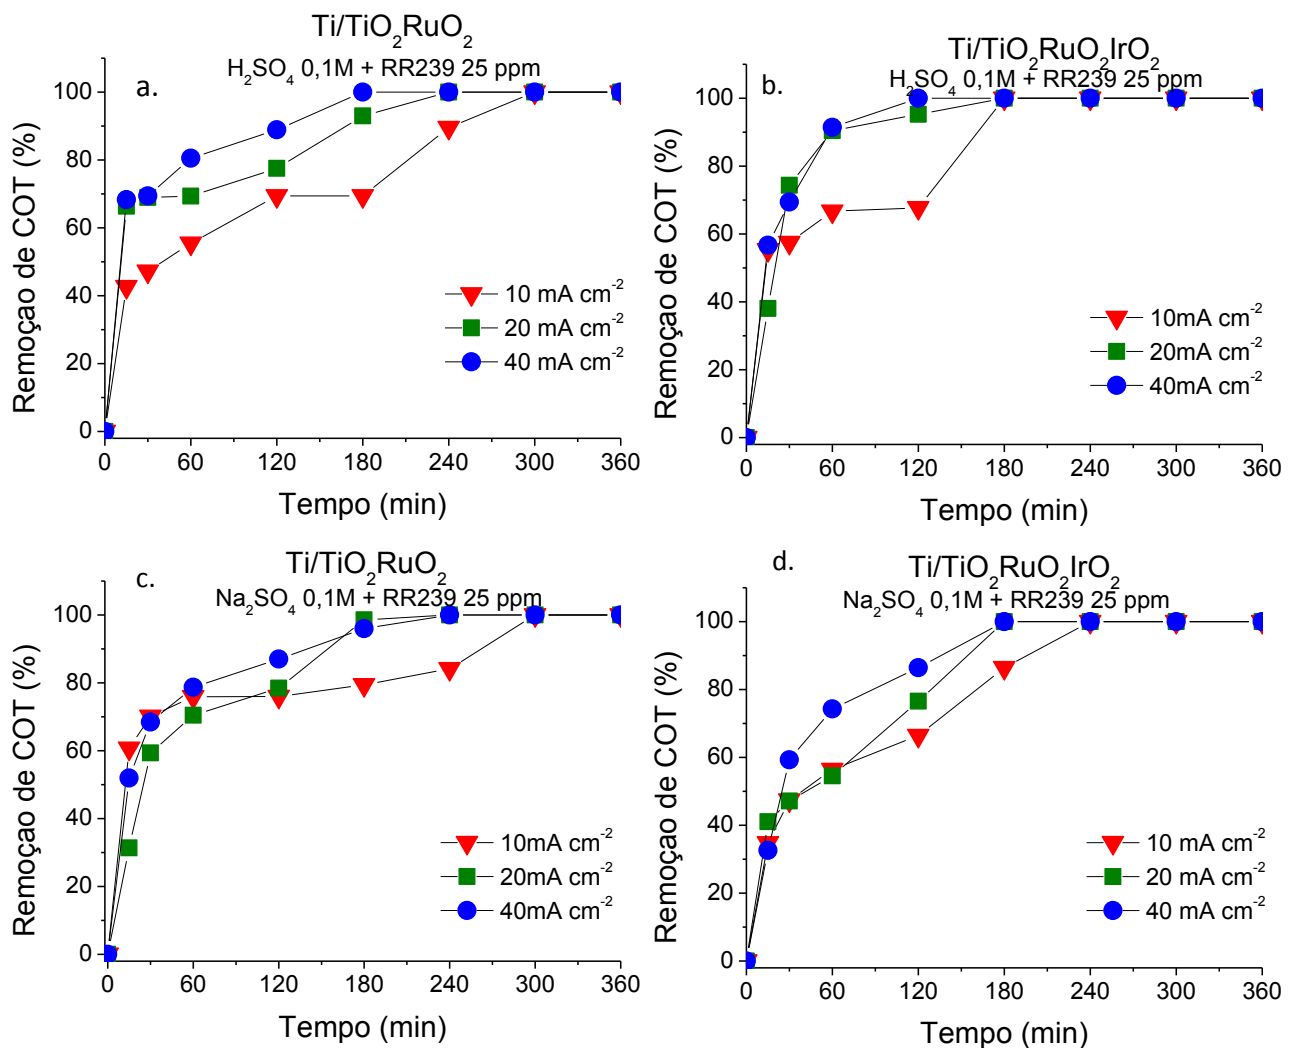 Ti/TiO2RuO2
a.
H2SO4 0,1M + RR239 25 ppm
Remoçao de COT (%)
100
80
60
40
20
0
10 mA cm-2
20 mA cm-2
40 mA cm-2
0 60 120 180 240 300 360
Tempo (min)
Ti/TiO2RuO2IrO2
b.
H2SO4 0,1M + RR239 25 ppm
Remoçao de COT (%)
100
80
60
40
20
0
10mA cm-2
20mA cm-2
40mA cm-2
0 60 120 180 240 300 360
Tempo (min)
Ti/TiO2RuO2
c.
Na2SO4 0,1M + RR239 25 ppm
Remoçao de COT (%)
100
80
60
40
20
0
10mA cm-2
20mA cm-2
40mA cm-2
0 60 120 180 240 300 360
Tempo (min)
d.
Ti/TiO2RuO2IrO2
Na2SO4 0,1M + RR239 25 ppm
Remoçao de COT (%)
100
80
60
40
20
0
10 mA cm-2
20 mA cm-2
40 mA cm-2
0 60 120 180 240 300 360
Tempo (min)